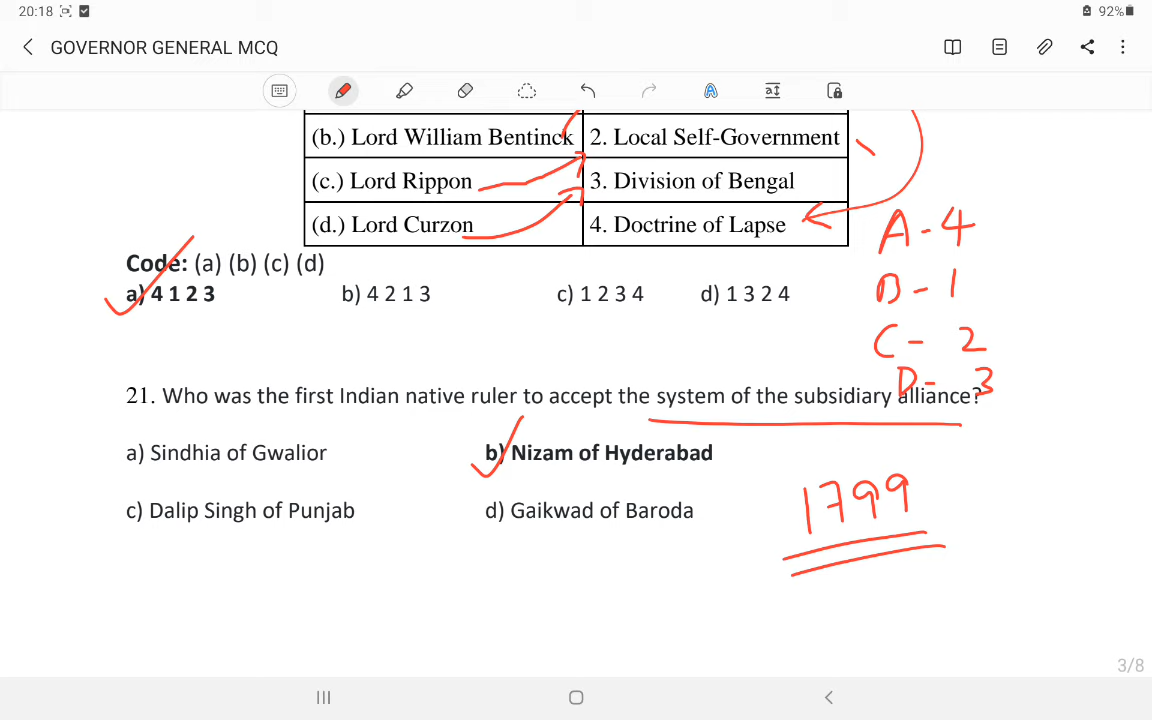 20:18
92%
GOVERNOR GENERAL MCQ
(b.) Lord William Bentinck 2. Local Self-Government
(c.) Lord Rippon 3. Division of Bengal
(d.) Lord Curzon 4. Doctrine of Lapse
A - 4
Code: (a) (b) (c) (d)
a) 4 1 2 3 b) 4 2 1 3 c) 1 2 3 4 d) 1 3 2 4
B - 1
C - 2
D - 3
21. Who was the first Indian native ruler to accept the system of the subsidiary alliance?
a) Sindhia of Gwalior b) Nizam of Hyderabad
c) Dalip Singh of Punjab d) Gaikwad of Baroda
1799
3/8